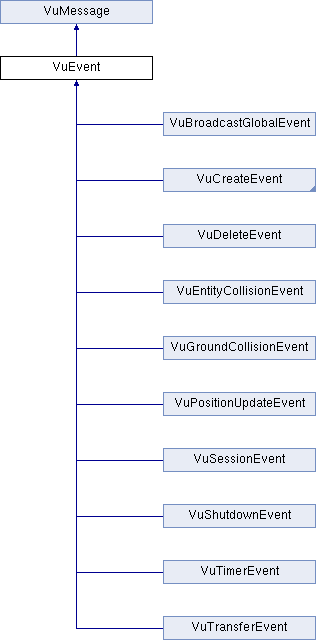 VuMessage
VuEvent
VuBroadcastGlobalEvent
VuCreateEvent
VuDeleteEvent
VuEntityCollisionEvent
VuGroundCollisionEvent
VuPositionUpdateEvent
VuSessionEvent
VuShutdownEvent
VuTimerEvent
VuTransferEvent